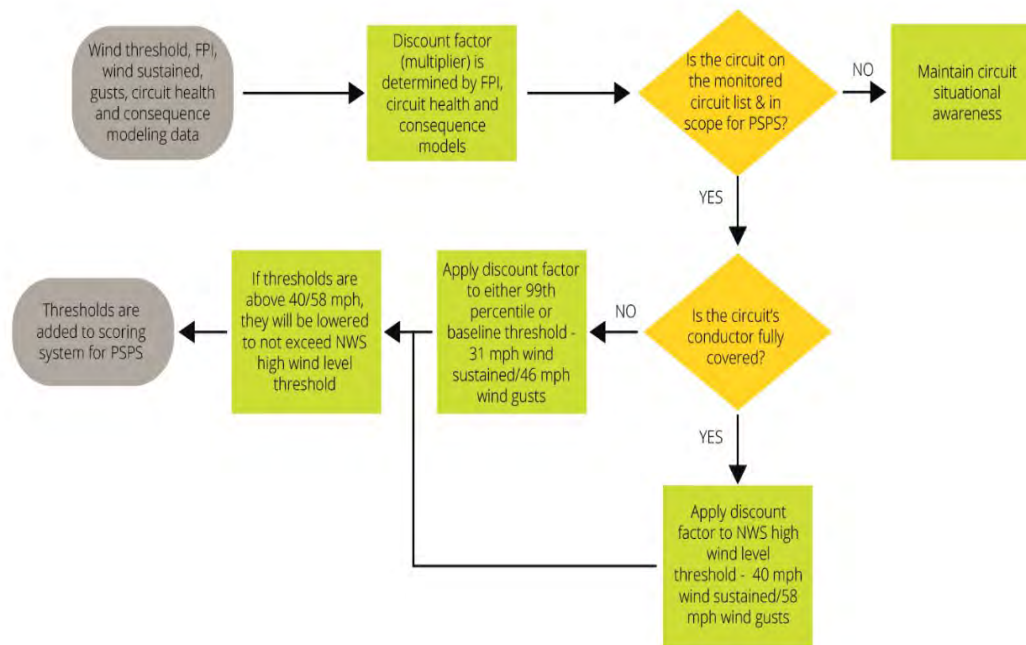 Wind threshold, FPI,
wind sustained,
gusts, circuit health
and consequence
modeling data
Discount factor
(multiplier) is
determined by FPI,
circuit health and
consequence
models
Is the circuit on
the monitored
circuit list & in
scope for PSPS?
NO
Maintain circuit
situational
awareness
YES
Thresholds are
added to scoring
system for PSPS
If thresholds are
above 40/58 mph,
they will be lowered
to not exceed NWS
high wind level
threshold
Apply discount factor
to either 99th
percentile or
baseline threshold -
31 mph wind
sustained/46 mph
wind gusts
NO
Is the circuit's
conductor fully
covered?
YES
Apply discount
factor to NWS high
wind level
threshold - 40 mph
wind sustained/58
mph wind gusts